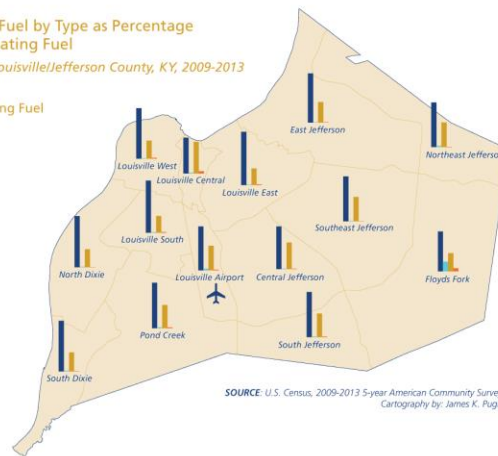 Fuel by Type as Percentage
ating Fuel
ouisville/Jefferson County, KY, 2009-2013
ng Fuel
East Jefferson
Northeast Jefferso
Louisville West
Louisville Central
Louisville East
Southeast Jefferson
Louisville South
North Dixie
Louisville Airport
Central Jefferson
Floyds Fork
Pond Creek
South Jefferson
South Dixie
SOURCE: U.S. Census, 2009-2013 5-year American Community Surve
Cartography by: James K. Pug